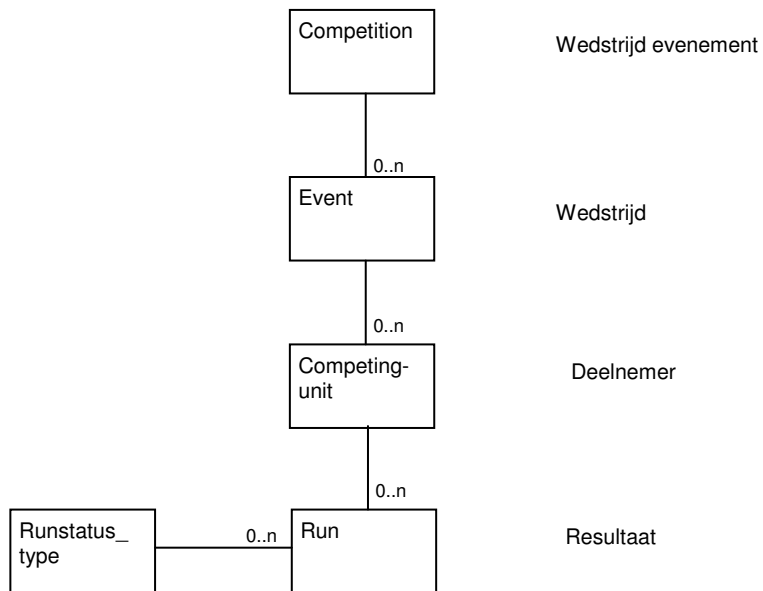 Competition
Wedstrijd evenement
0..n
Event
Wedstrijd
0..n
Competing-
unit
Deelnemer
0..n
Runstatus_
type
0..n
Run
Resultaat